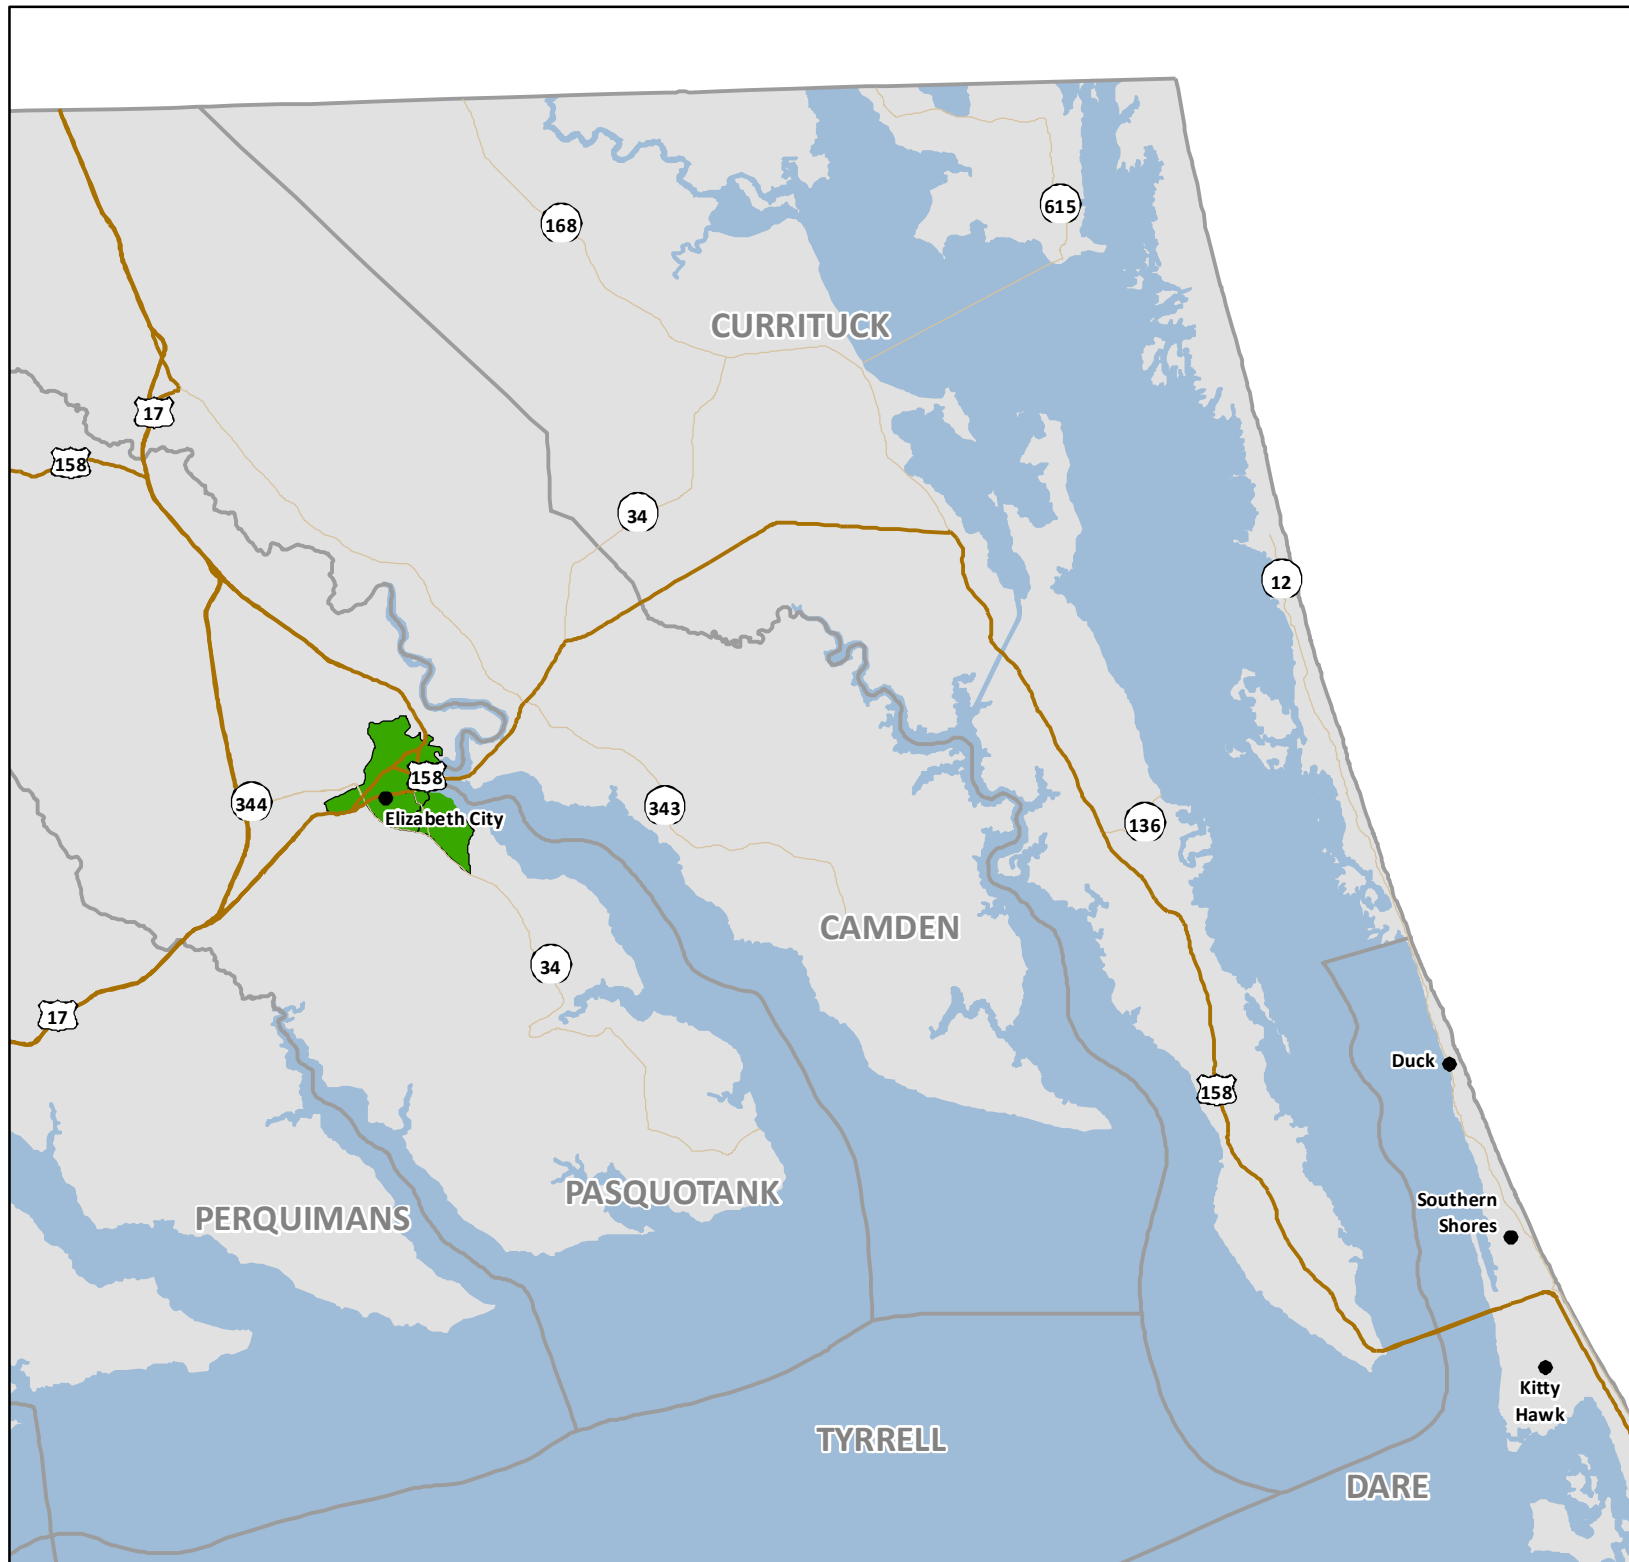 615
168
CURRITUCK
17
158
34
12
158
344
343
Elizabeth City
136
CAMDEN
34
17
Duck
158
PASQUOTANK
Southern
Shores
PERQUIMANS
Kitty
Hawk
TYRRELL
DARE